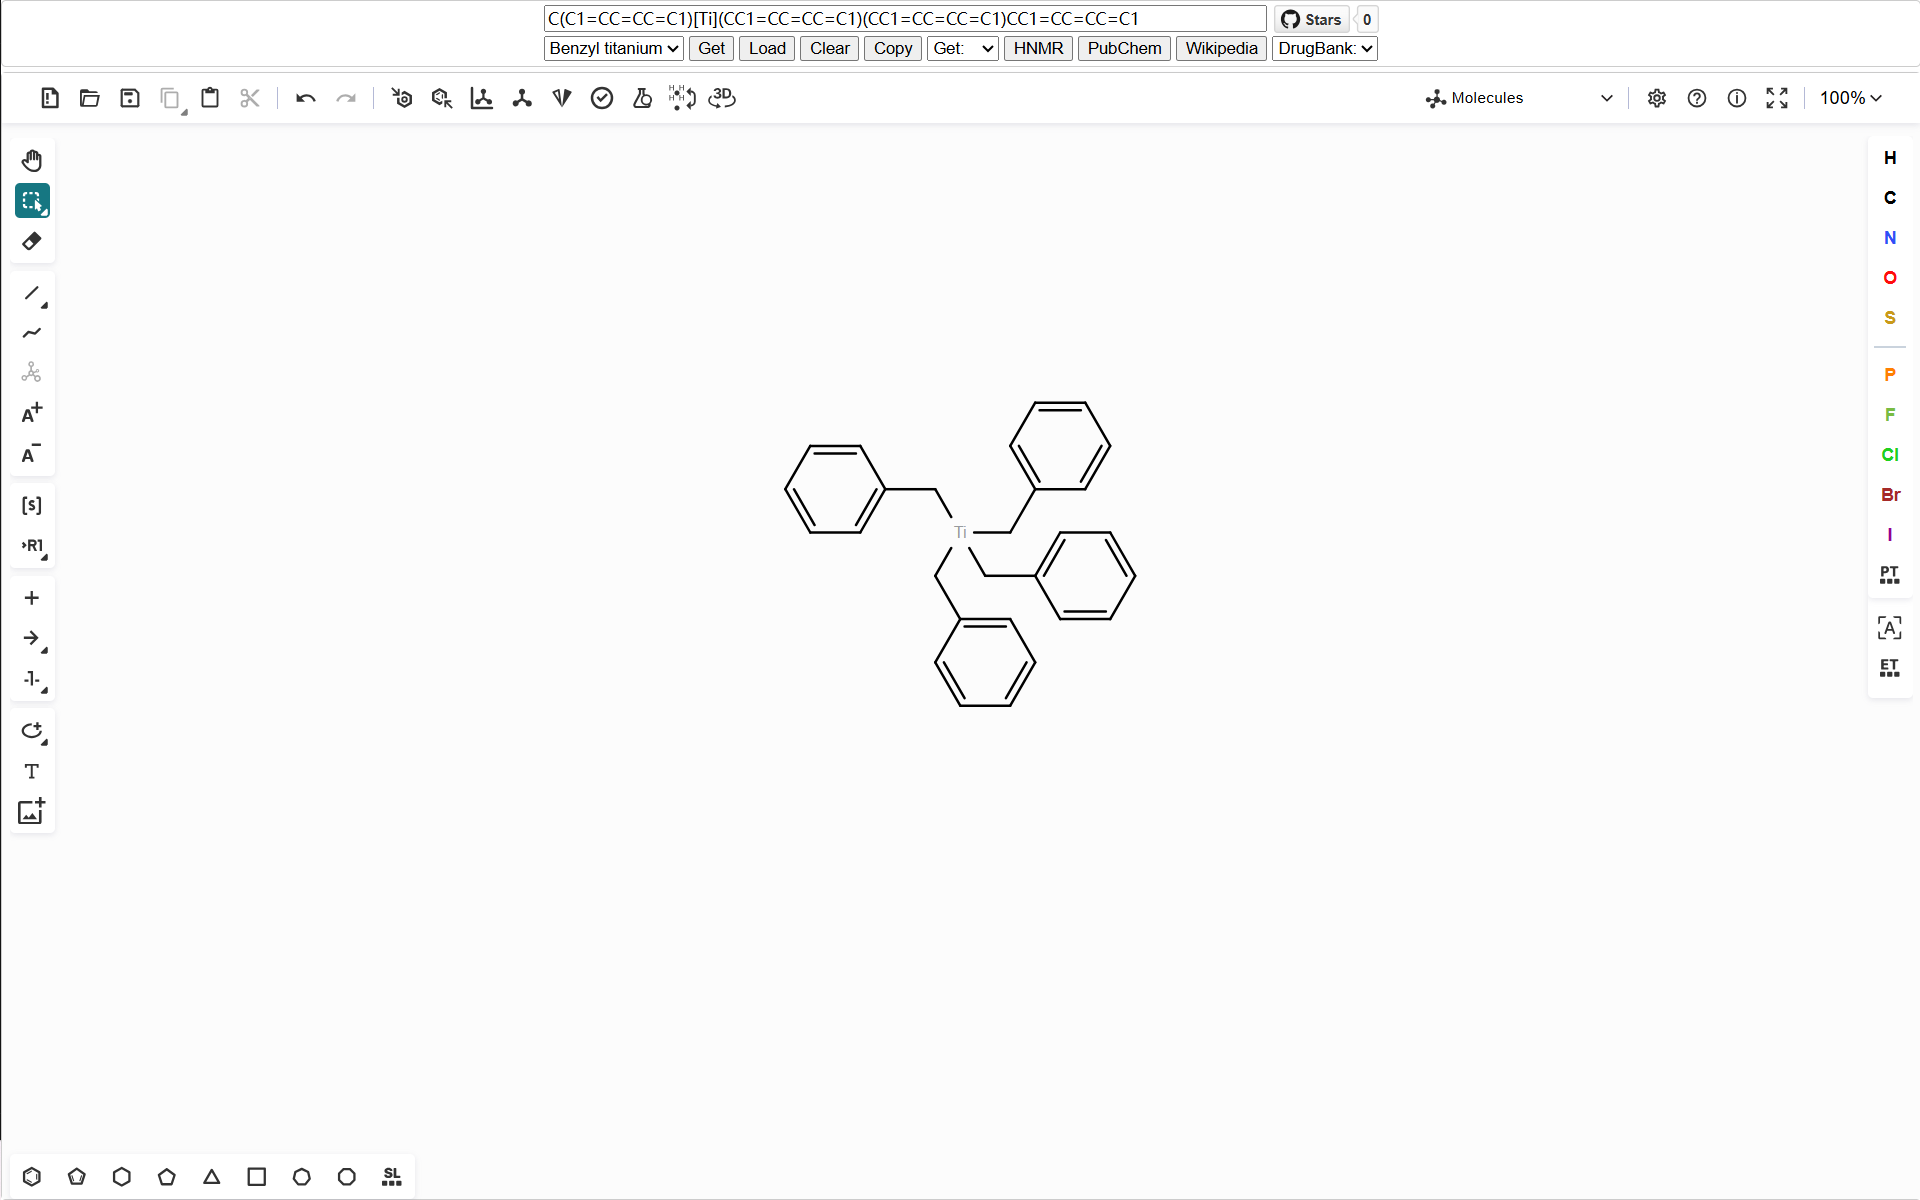 C(C1=CC=CC=C1)[Ti](CC1=CC=CC=C1)(CC1=CC=CC=C1)CC1=CC=CC=C1
Stars
0
Benzyl titanium
Get
Load
Clear
Copy
Get:
HNMR
PubChem
Wikipedia
DrugBank:
H H
H H
3D
Molecules
100%
A+
A-
[s]
R1
T
H
C
N
O
S
P
F
Cl
Br
I
PT
[A]
ET
Ti
SL